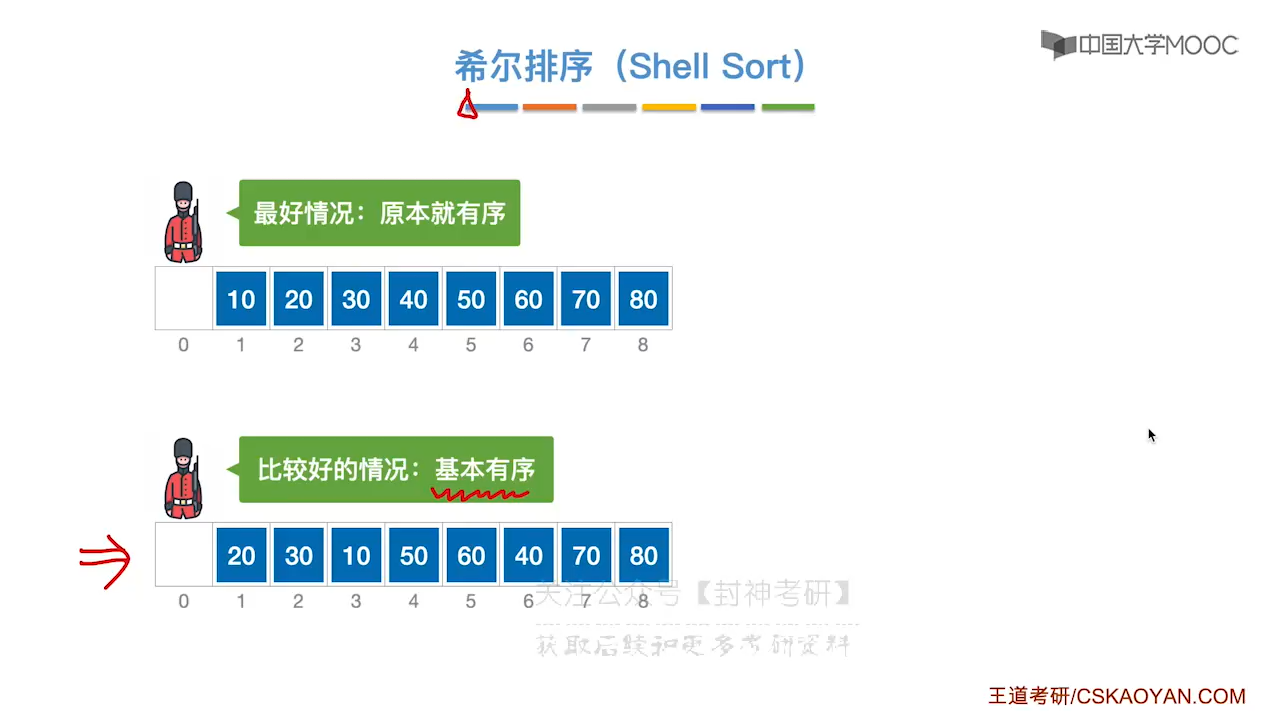 中国大学MOOC
希尔排序（Shell Sort）
最好情况：原本就有序
10 20 30 40 50 60 70 80
0 1 2 3 4 5 6 7 8
比较好的情况：基本有序
20 30 10 50 60 40 70 80
0 1 2 3 4 5 6 7 8
关注公众号【封神考研】
获取后续和更多考研资料
王道考研/CSKAOYAN.COM